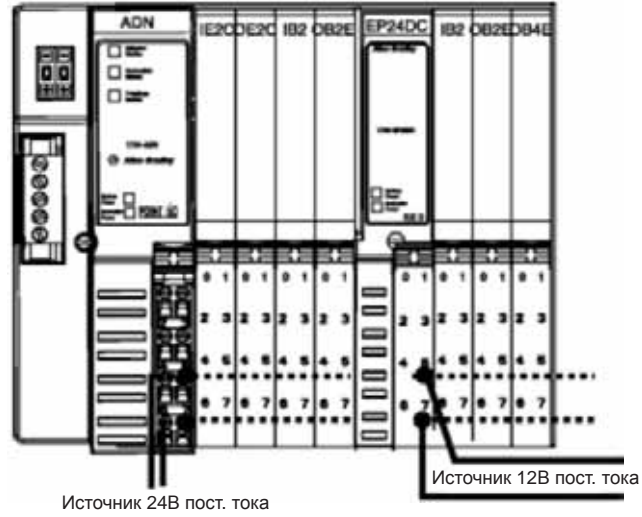 ADN IE2C OE2C IB2 OB2E EP24DC IB2 OB2E OB4E
POINT I/O
0 1 0 1 0 1 0 1 0 1 0 1 0 1 0 1
2 3 2 3 2 3 2 3 2 3 2 3 2 3 2 3
4 5 4 5 4 5 4 5 4 5 4 5 4 5 4 5
6 7 6 7 6 7 6 7 6 7 6 7 6 7 6 7
Источник 12В пост. тока
Источник 24В пост. тока